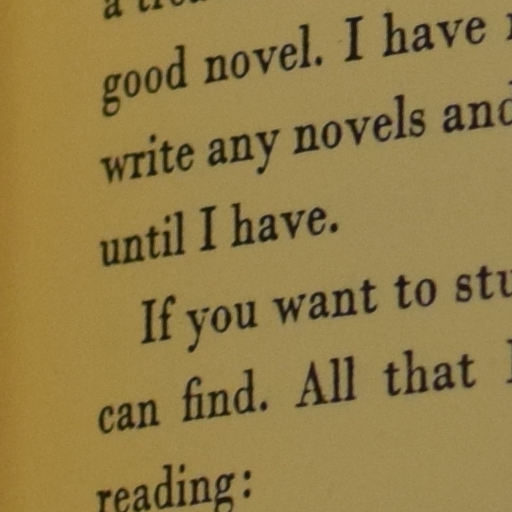 a
good novel. I have
write any novels and
until I have.
If you want to
can find. All that
reading: